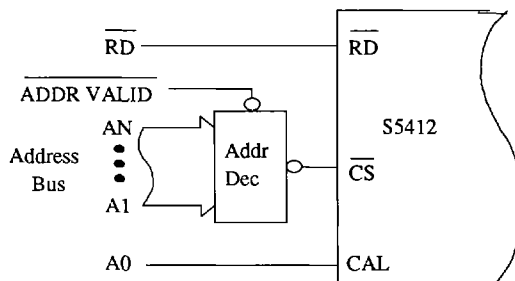 RD
RD
ADDR VALID
S5412
AN
Address
Bus
Addr
Dec
CS
A1
A0
CAL